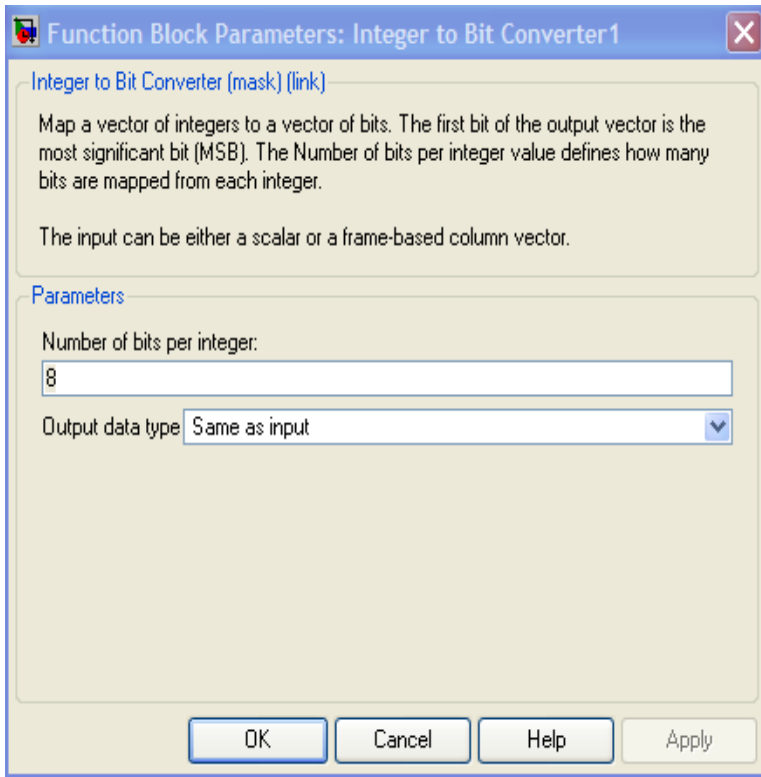 Function Block Parameters: Integer to Bit Converter1
Integer to Bit Converter (mask) (link)
Map a vector of integers to a vector of bits. The first bit of the output vector is the
most significant bit (MSB). The Number of bits per integer value defines how many
bits are mapped from each integer.
The input can be either a scalar or a frame-based column vector.
Parameters
Number of bits per integer:
8
Output data type Same as input
OK Cancel Help Apply